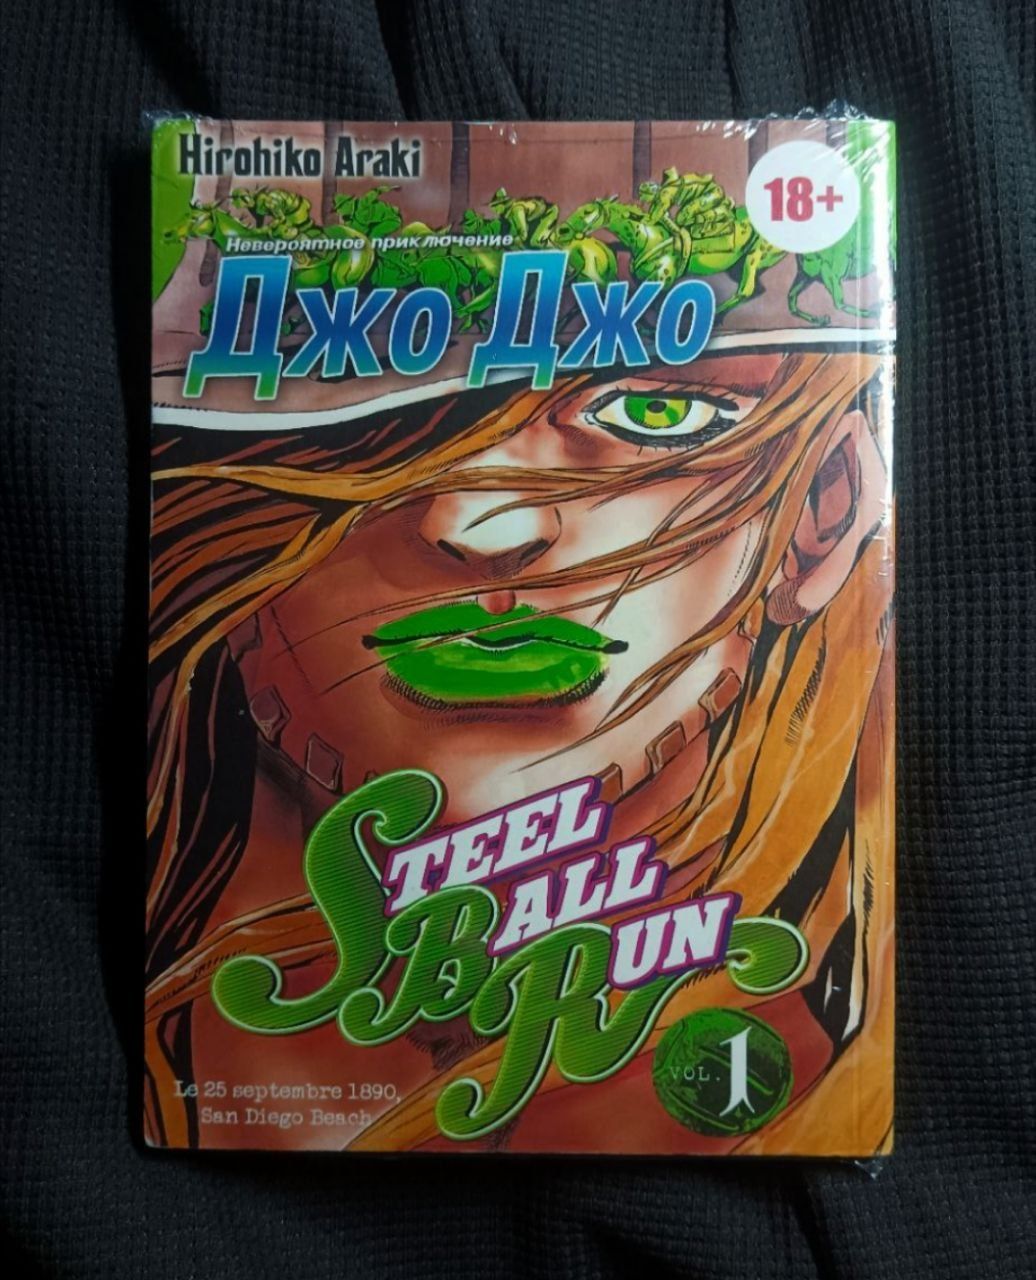 Hirohiko Araki
18+
Невероятное приключение
Джо Джо
STEEL
BALL
RUN
VOL. 1
Le 25 septembre 1890,
San Diego Beach